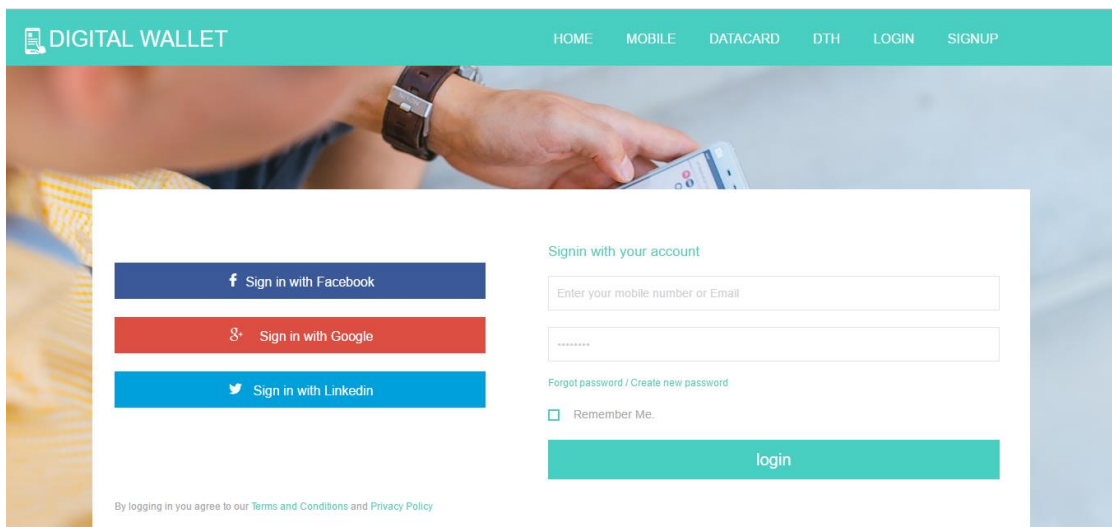 DIGITAL WALLET
HOME MOBILE DATACARD DTH LOGIN SIGNUP
Sign in with Facebook
Sign in with Google
Sign in with Linkedin
By logging in you agree to our Terms and Conditions and Privacy Policy
Signin with your account
Enter your mobile number or Email
••••••••
Forgot password / Create new password
Remember Me.
login